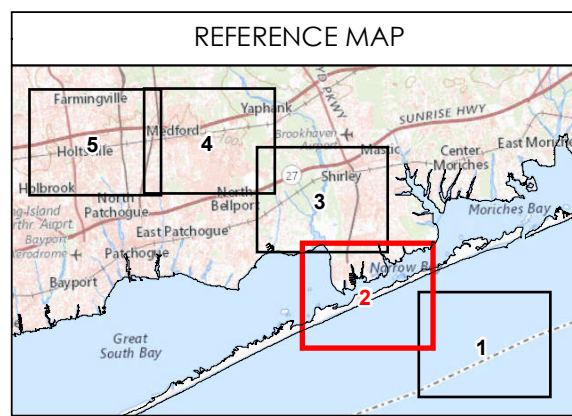 REFERENCE MAP
Farmingville
Yaphank
SUNRISE HWY
5
4
Medford
Brookhaven
Airport
Holtsville
Mastic
Center
Moriches
East Moriches
27
Shirley
Holbrook
North
Patchogue
North
Bellport
3
Moriches Bay
East Patchogue
Patchogue
Bayport
Narrow Bay
2
Great
South Bay
1